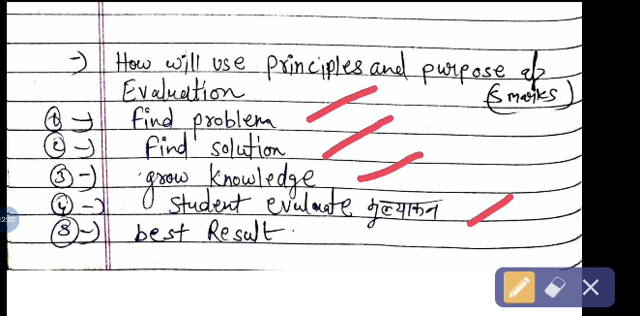 -) How will use principles and purpose of
Evaluation (5 marks)
① -) find problem
② -) find solution
③ -) grow knowledge
④ -) student evaluate मूल्यांकन
⑧ -) best Result.